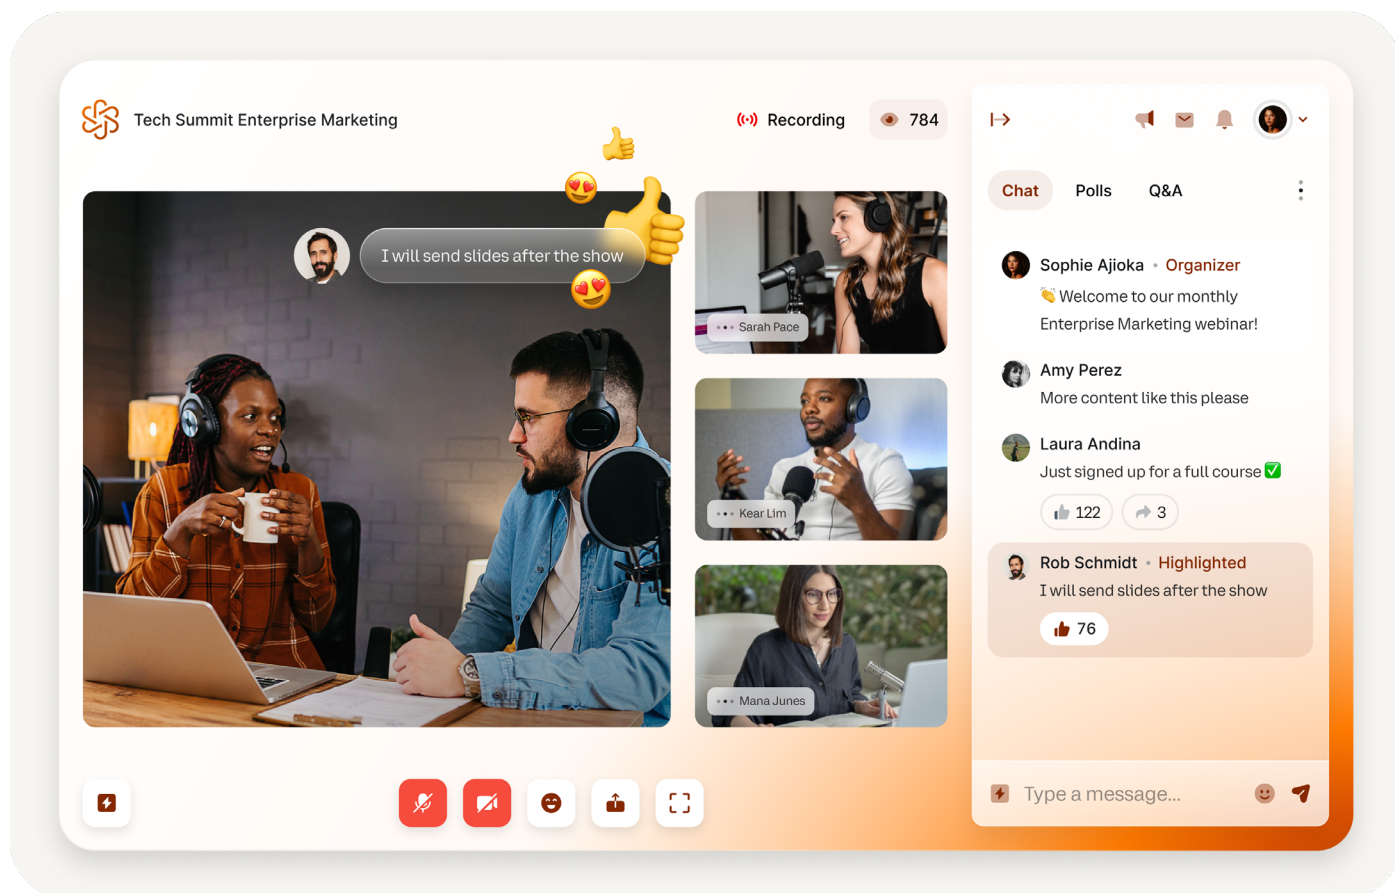 Tech Summit Enterprise Marketing
Recording
784
I will send slides after the show
Sarah Pace
Kear Lim
Mana Junes
Chat
Polls
Q&A
Sophie Ajioka • Organizer
👏 Welcome to our monthly
Enterprise Marketing webinar!
Amy Perez
More content like this please
Laura Andina
Just signed up for a full course ✅
122
3
Rob Schmidt • Highlighted
I will send slides after the show
76
Type a message...